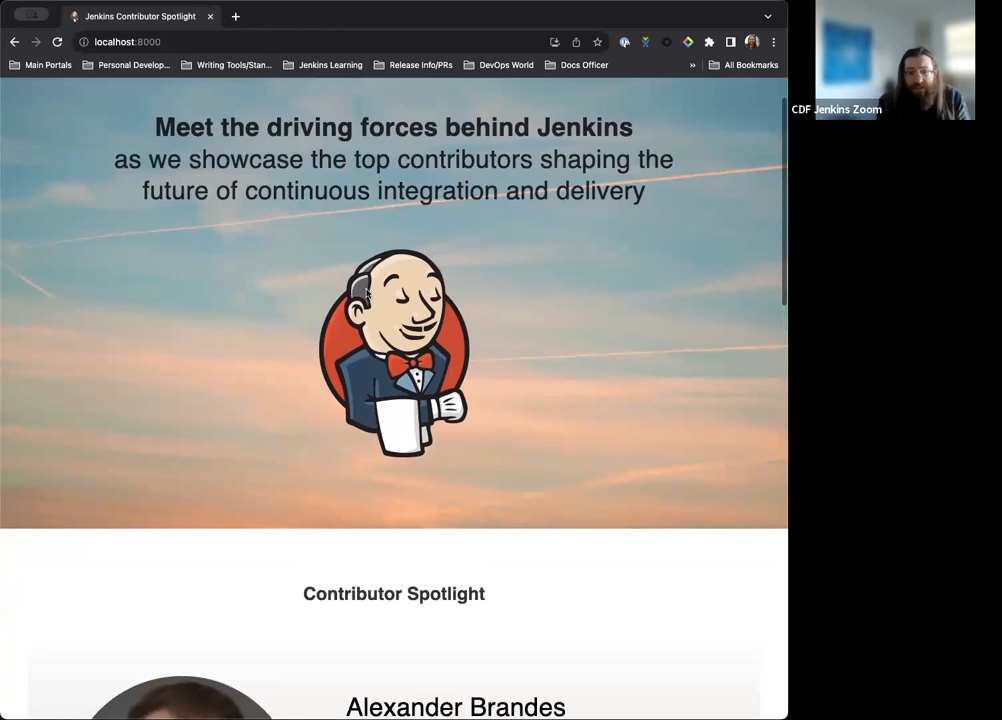 Jenkins Contributor Spotlight
localhost:8000
Main Portals
Personal Develop...
Writing Tools/Stan...
Jenkins Learning
Release Info/PRs
DevOps World
Docs Officer
»
All Bookmarks
CDF Jenkins Zoom
Meet the driving forces behind Jenkins
as we showcase the top contributors shaping the
future of continuous integration and delivery
Contributor Spotlight
Alexander Brandes